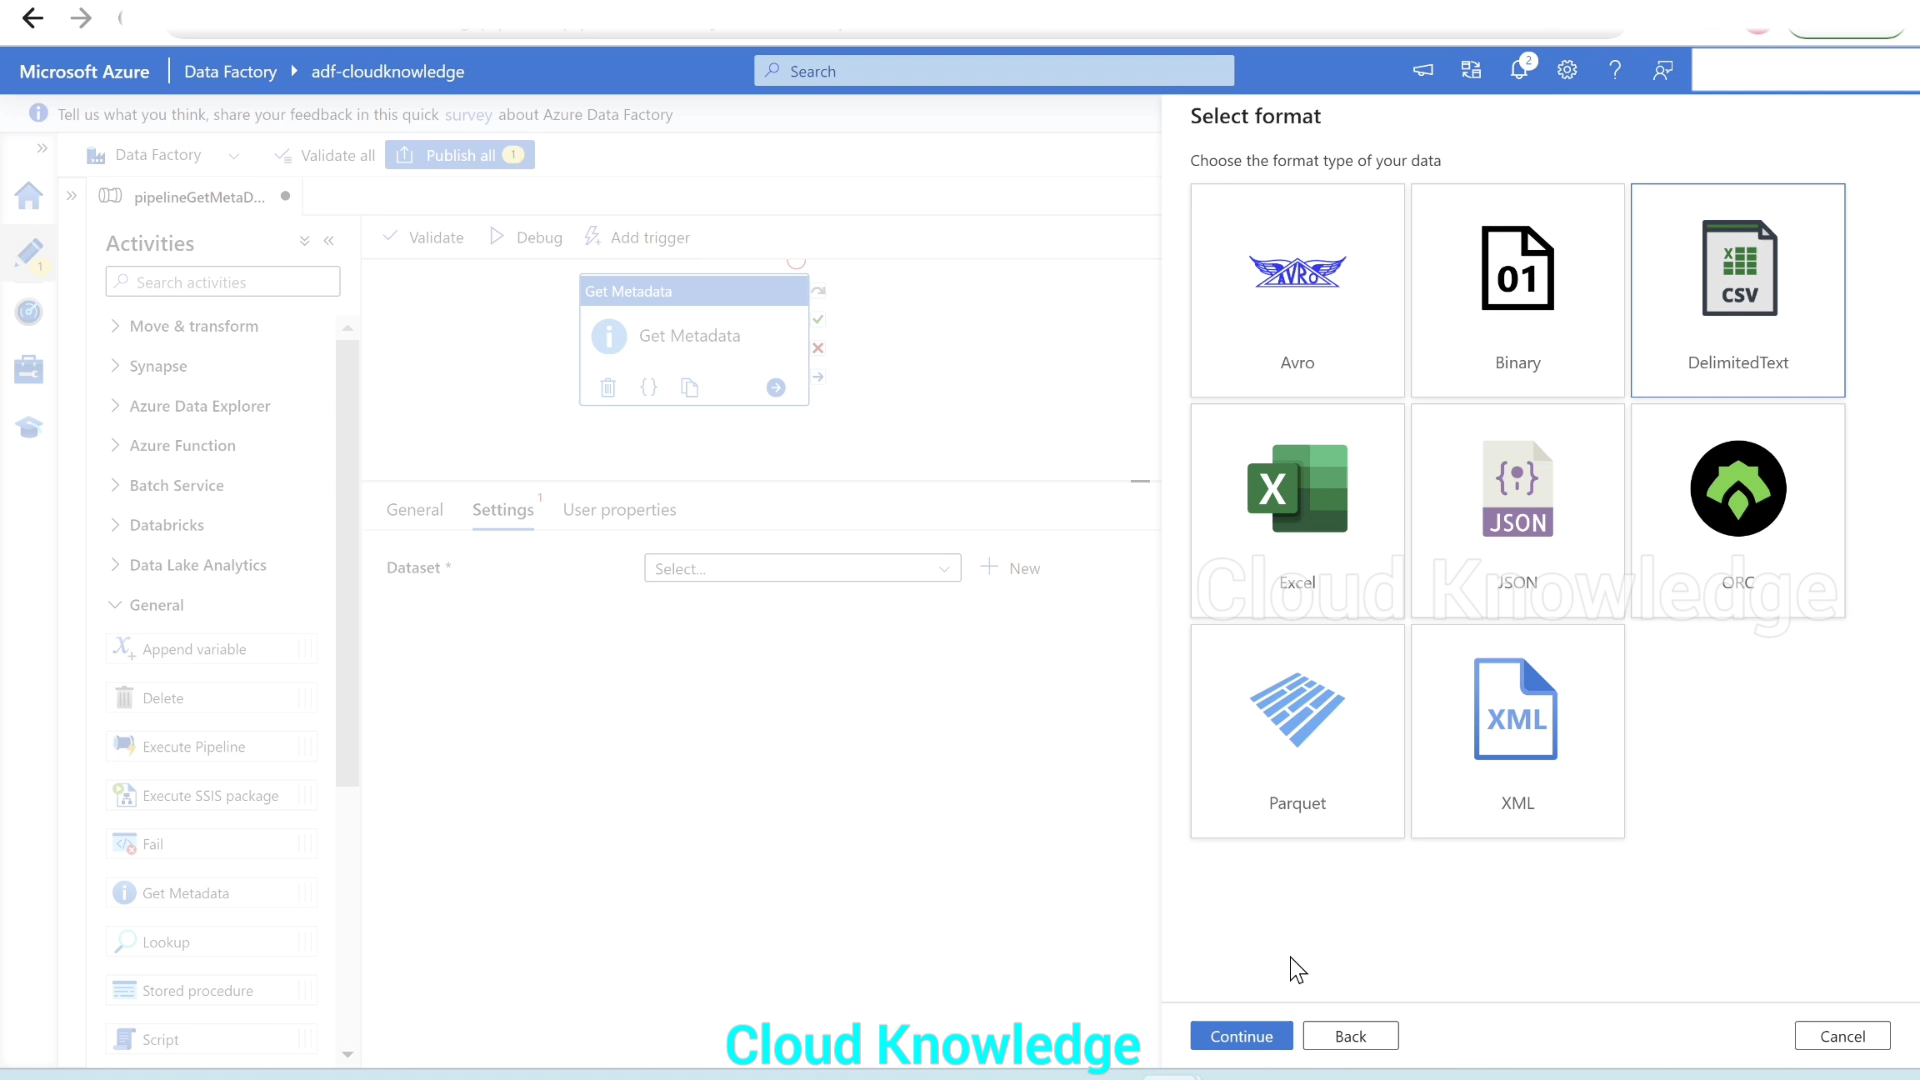 Microsoft Azure
Data Factory
adf-cloudknowledge
Search
2
Tell us what you think, share your feedback in this quick survey about Azure Data Factory
Data Factory
Validate all
Publish all
1
pipelineGetMetaD...
Activities
Search activities
Move & transform
Synapse
Azure Data Explorer
Azure Function
Batch Service
Databricks
Data Lake Analytics
General
Append variable
Delete
Execute Pipeline
Execute SSIS package
Fail
Get Metadata
Lookup
Stored procedure
Script
1
Validate
Debug
Add trigger
Get Metadata
Get Metadata
General
Settings
1
User properties
Dataset *
Select...
New
Select format
Choose the format type of your data
AVRO
Avro
01
Binary
X
CSV
DelimitedText
X
Excel
JSON
JSON
ORC
Cloud Knowledge
Parquet
XML
XML
Continue
Back
Cancel
Cloud Knowledge